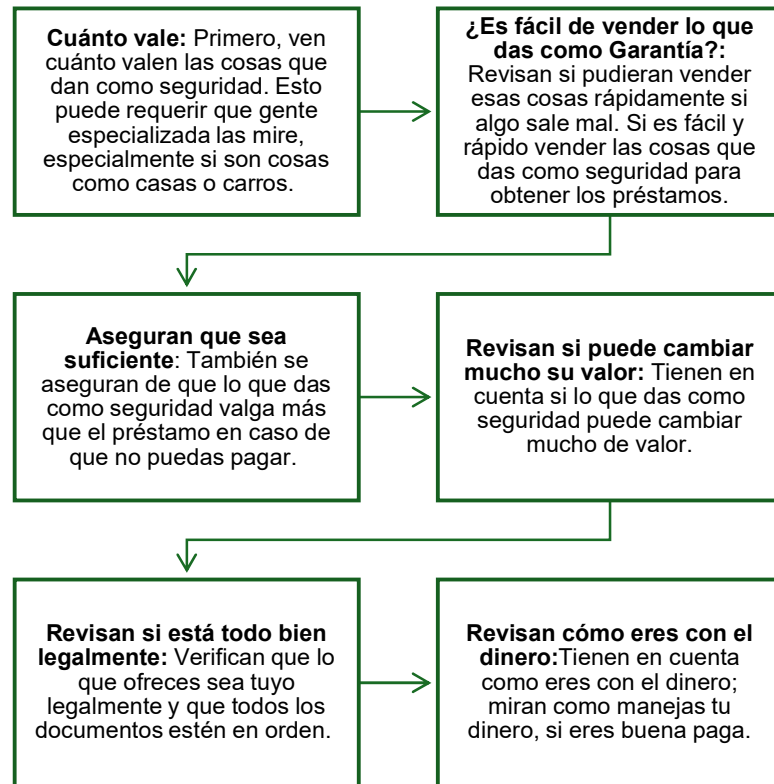 Cuánto vale: Primero, ven
cuánto valen las cosas que
dan como seguridad. Esto
puede requerir que gente
especializada las mire,
especialmente si son cosas
como casas o carros.
¿Es fácil de vender lo que
das como Garantía?:
Revisan si pudieran vender
esas cosas rápidamente si
algo sale mal. Si es fácil y
rápido vender las cosas que
das como seguridad para
obtener los préstamos.
Aseguran que sea
suficiente: También se
aseguran de que lo que das
como seguridad valga más
que el préstamo en caso de
que no puedas pagar.
Revisan si puede cambiar
mucho su valor: Tienen en
cuenta si lo que das como
seguridad puede cambiar
mucho de valor.
Revisan si está todo bien
legalmente: Verifican que lo
que ofreces sea tuyo
legalmente y que todos los
documentos estén en orden.
Revisan cómo eres con el
dinero:Tienen en cuenta
como eres con el dinero;
miran como manejas tu
dinero, si eres buena paga.